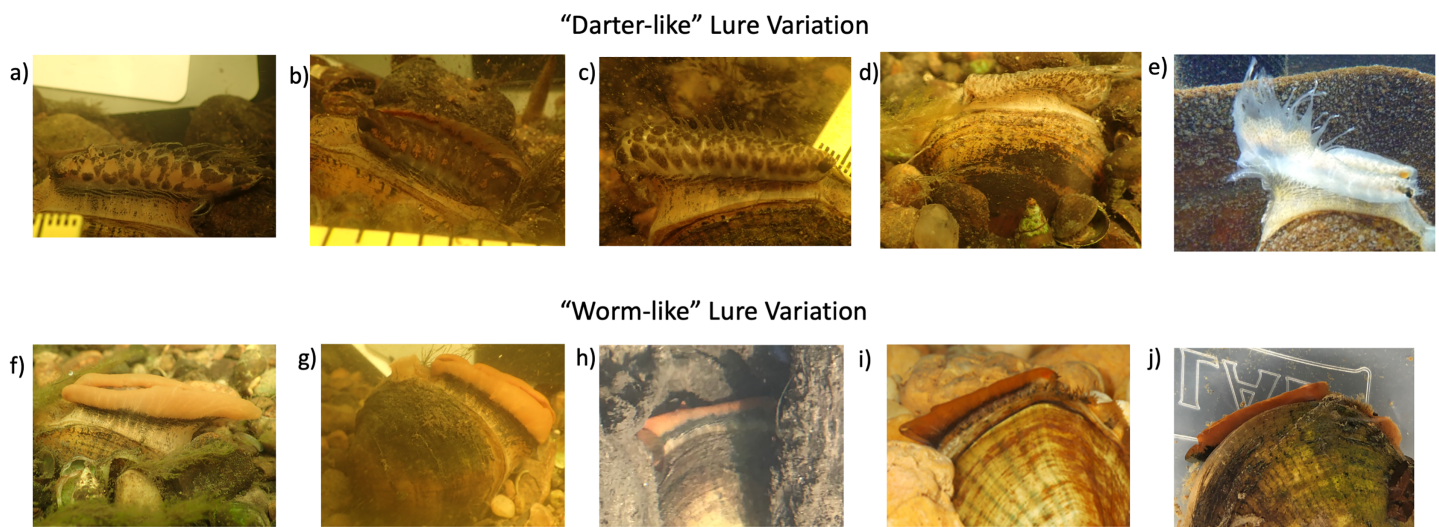 “Darter-like” Lure Variation
a)
b)
c)
d)
e)
“Worm-like” Lure Variation
f)
g)
h)
i)
j)